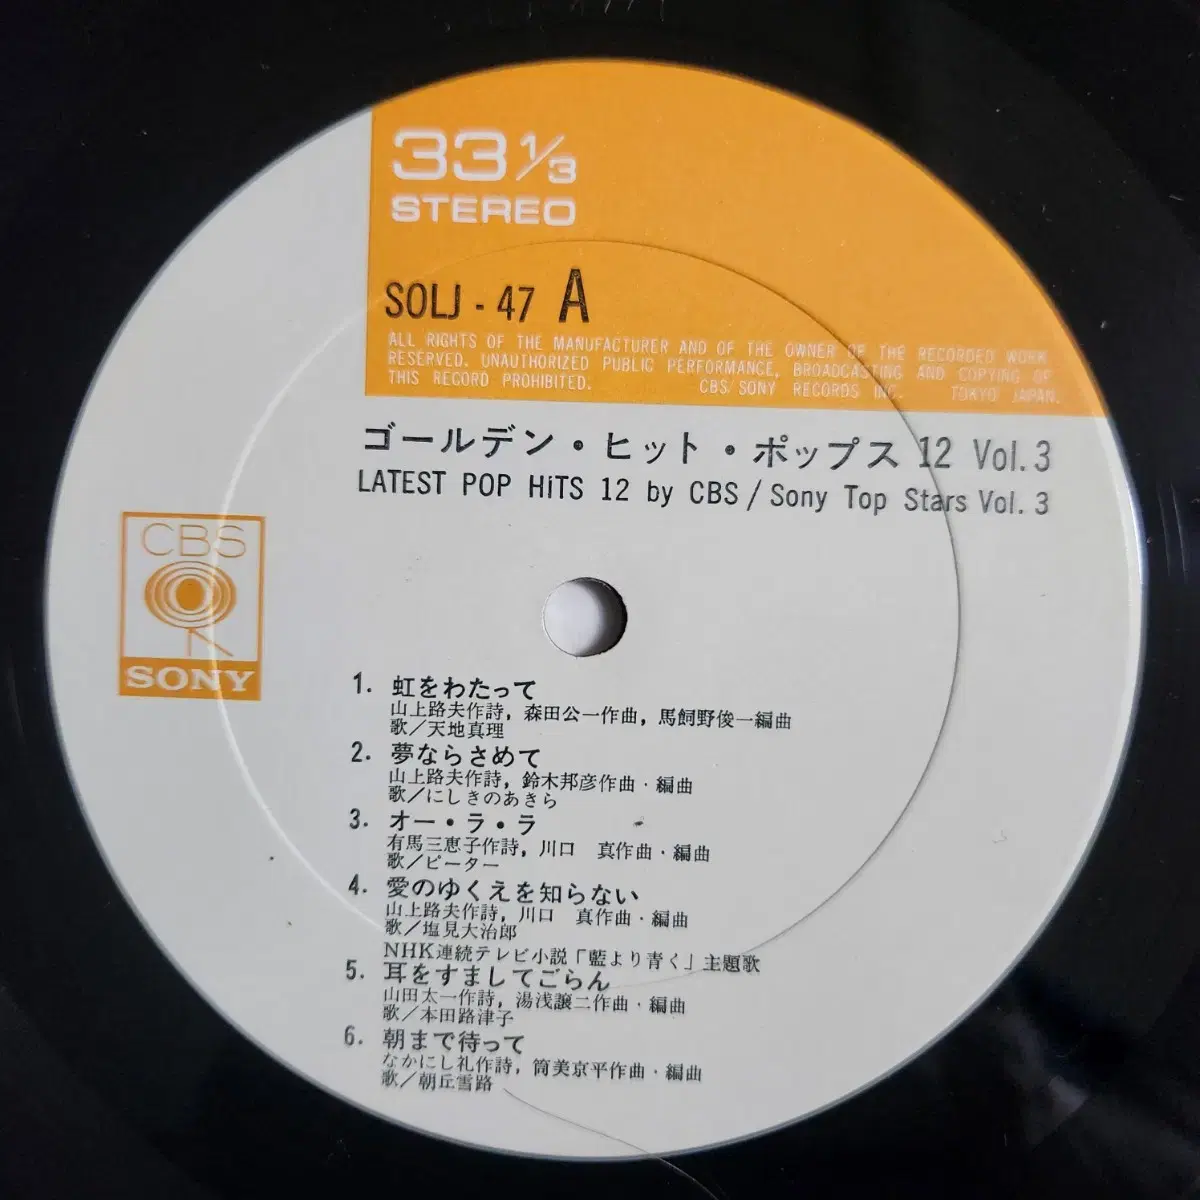 33 1/3
STEREO
SOLJ - 47 A
ALL RIGHTS OF THE MANUFACTURER AND OF THE OWNER OF THE RECORDED WORK
RESERVED. UNAUTHORIZED PUBLIC PERFORMANCE, BROADCASTING AND COPYING OF
THIS RECORD PROHIBITED. CBS/SONY RECORDS INC. TOKYO JAPAN.
ゴールデン・ヒット・ポップス 12 Vol.3
LATEST POP HiTS 12 by CBS/Sony Top Stars Vol. 3
CBS
SONY
1. 虹をわたって
山上路夫作詩, 森田公一作曲, 馬飼野俊一編曲
歌／天地真理
2. 夢ならさめて
山上路夫作詩, 鈴木邦彦作曲・編曲
歌／にしきのあきら
3. オー・ラ・ラ
有馬三恵子作詩, 川口 真作曲・編曲
歌／ピーター
4. 愛のゆくえを知らない
山上路夫作詩, 川口 真作曲・編曲
歌／塩見大治郎
NHK連続テレビ小説「藍より青く」主題歌
5. 耳をすましてごらん
山田太一作詩, 湯浅譲二作曲・編曲
歌／本田路津子
6. 朝まで待って
なかにし礼作詩, 筒美京平作曲・編曲
歌／朝丘雪路